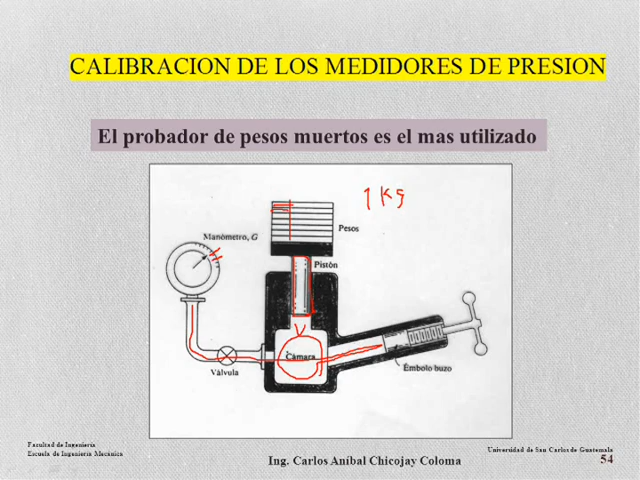 CALIBRACION DE LOS MEDIDORES DE PRESION
El probador de pesos muertos es el mas utilizado
1 Kg
Manómetro, G
Pesos
Pistón
Cámara
Válvula
Émbolo buzo
Facultad de Ingeniería
Escuela de Ingeniería Mecánica
Ing. Carlos Aníbal Chicojay Coloma
Universidad de San Carlos de Guatemala
54